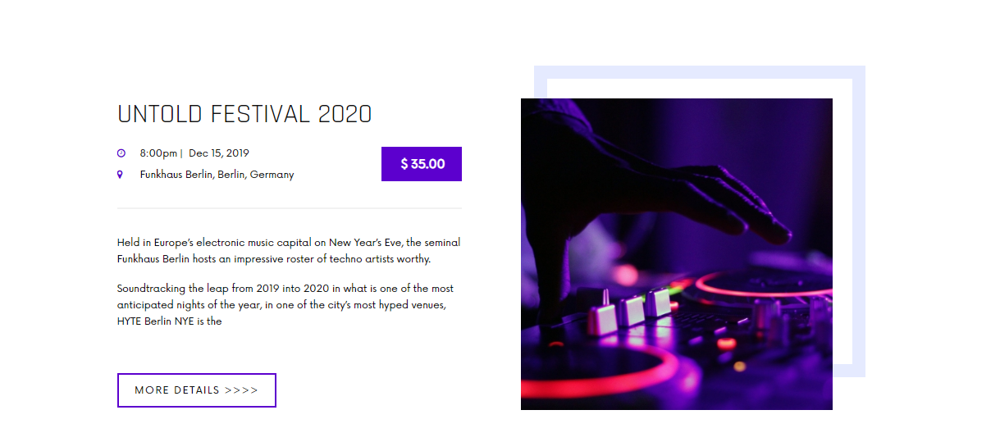 UNTOLD FESTIVAL 2020
8:00pm | Dec 15, 2019
$ 35.00
Funkhaus Berlin, Berlin, Germany
Held in Europe’s electronic music capital on New Year’s Eve, the seminal
Funkhaus Berlin hosts an impressive roster of techno artists worthy.
Soundtracking the leap from 2019 into 2020 in what is one of the most
anticipated nights of the year, in one of the city’s most hyped venues,
HYTE Berlin NYE is the
MORE DETAILS >>>>